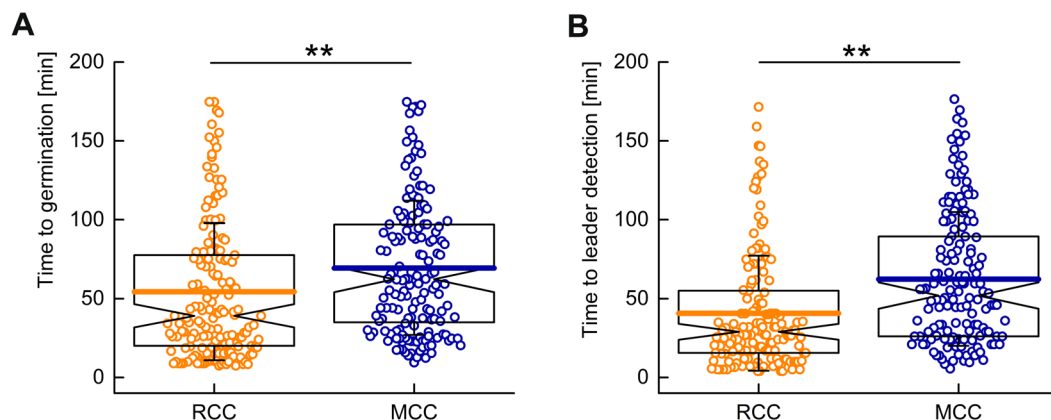 A
**
Time to germination [min]
200
150
100
50
0
RCC MCC
B
**
Time to leader detection [min]
200
150
100
50
0
RCC MCC